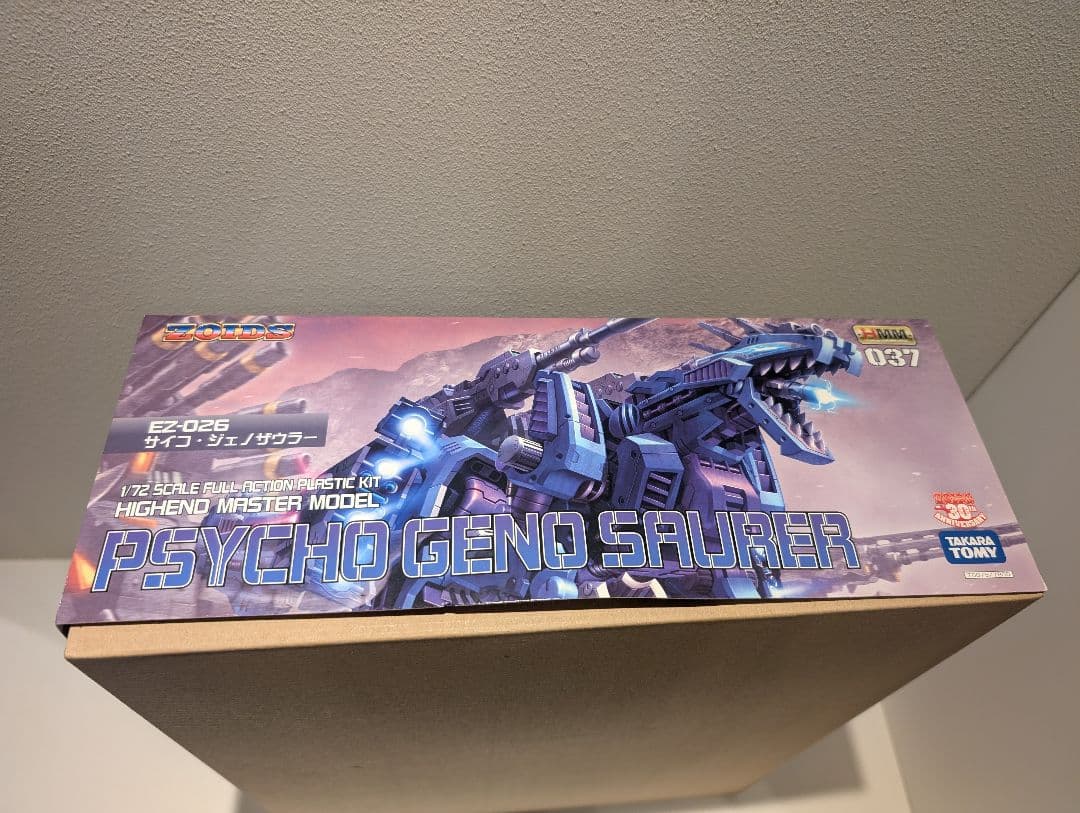 ZOIDS
HMM
037
EZ-026
サイコ・ジェノザウラー
1/72 SCALE FULL ACTION PLASTIC KIT
HIGHEND MASTER MODEL
PSYCHO GENO SAURER
30th
ANNIVERSARY
TAKARA
TOMY